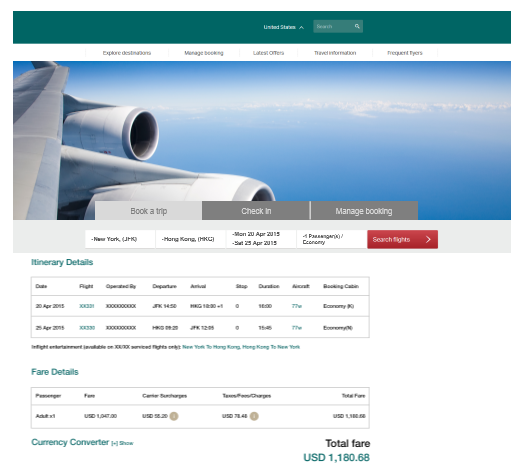 United States
Search
Explore destinations Manage booking Latest Offers Travel information Frequent flyers
Book a trip Check in Manage booking
-New York, (JFK) -Hong Kong, (HKG) -Mon 20 Apr 2015 -1 Passenger(s) / Search flights
-Sat 25 Apr 2015 Economy
Itinerary Details
Date Flight Operated By Departure Arrival Stop Duration Aircraft Booking Cabin
20 Apr 2015 XX331 XXXXXXXXX JFK 14:50 HKG 18:00 +1 0 16:00 77w Economy (K)
25 Apr 2015 XX330 XXXXXXXXX HKG 09:20 JFK 12:05 0 15:45 77w Economy(N)
Inflight entertainment (available on XX/XX serviced flights only): New York To Hong Kong, Hong Kong To New York
Fare Details
Passenger Fare Carrier Surcharges Taxes/Fees/Charges Total Fare
Adult x1 USD 1,047.00 USD 55.20 USD 78.48 USD 1,180.68
Currency Converter [+] Show Total fare
USD 1,180.68